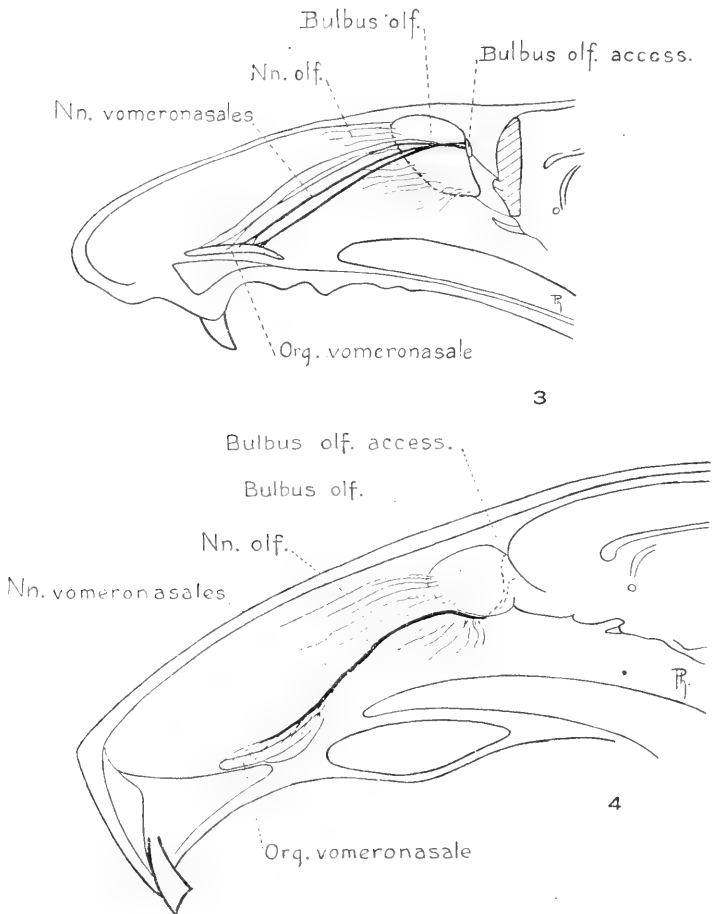 Bulbus olf.
Bulbus olf. access.
Nn. olf.
Nn. vomeronasales
Org. vomeronasale
3
Bulbus olf. access.
Bulbus olf.
Nn. olf.
Nn. vomeronasales
Org. vomeronasale
4